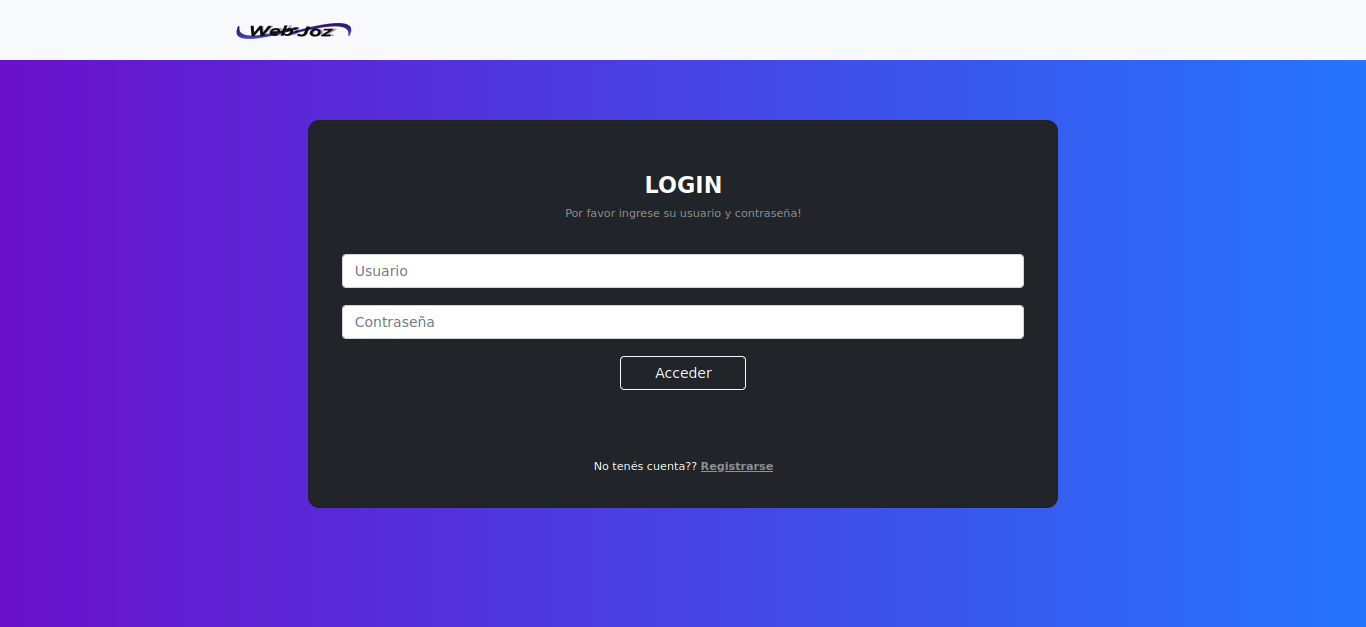 Web-Joz
LOGIN
Por favor ingrese su usuario y contraseña!
Usuario
Contraseña
Acceder
No tenés cuenta?? Registrarse